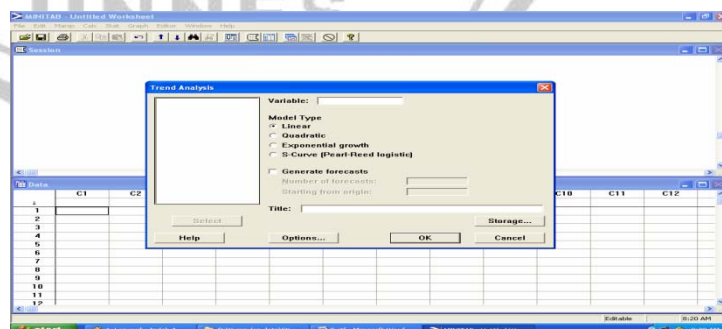 MINITAB - Untitled Worksheet
File Edit Manip Calc Stat Graph Editor Window Help
Session
Trend Analysis
Variable:
Model Type
Linear
Quadratic
Exponential growth
S-Curve (Pearl-Reed logistic)
Generate forecasts
Number of forecasts:
Starting from origin:
Title:
Select
Storage...
Help
Options...
OK
Cancel
Data
C1 C2 C10 C11 C12
1
2
3
4
5
6
7
8
9
10
11
12
Editable 8:20 AM
start